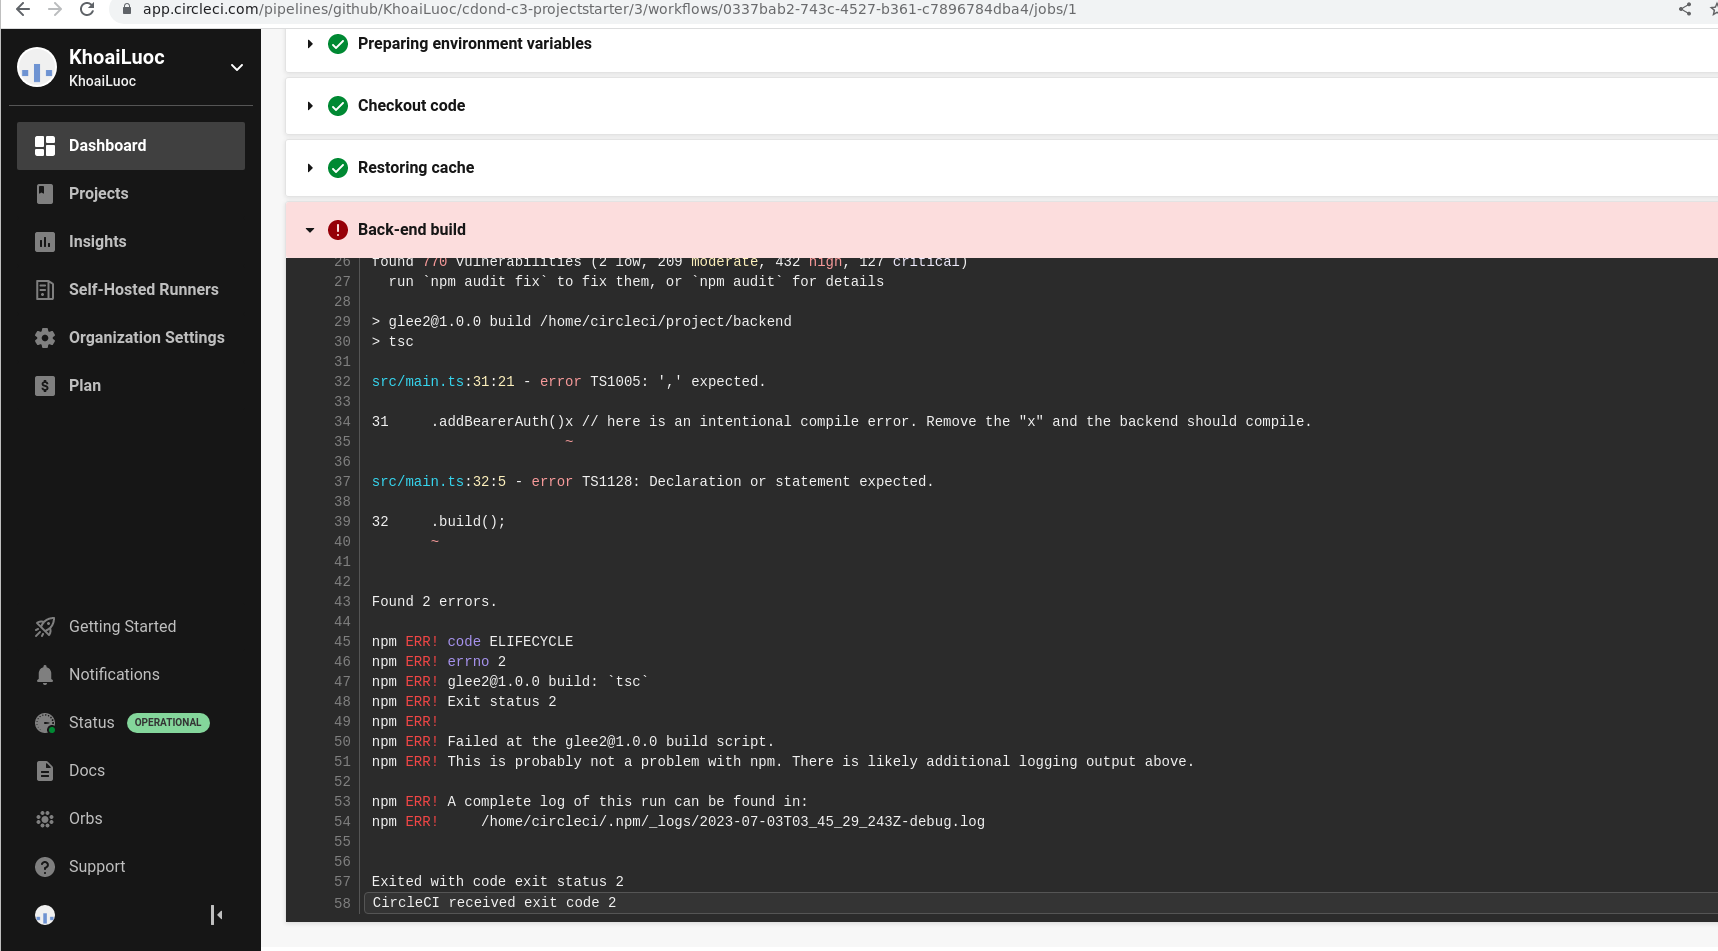 app.circleci.com/pipelines/github/KhoaiLuoc/cdond-c3-projectstarter/3/workflows/0337bab2-743c-4527-b361-c7896784dba4/jobs/1
KhoaiLuoc
KhoaiLuoc
Dashboard
Projects
Insights
Self-Hosted Runners
Organization Settings
Plan
Getting Started
Notifications
Status OPERATIONAL
Docs
Orbs
Support
Preparing environment variables
Checkout code
Restoring cache
Back-end build
26 found 770 vulnerabilities (2 low, 209 moderate, 432 high, 127 critical)
27   run `npm audit fix` to fix them, or `npm audit` for details
28
29 > glee2@1.0.0 build /home/circleci/project/backend
30 > tsc
31
32 src/main.ts:31:21 - error TS1005: ',' expected.
33
34 31     .addBearerAuth()x // here is an intentional compile error. Remove the "x" and the backend should compile.
35                        ~
36
37 src/main.ts:32:5 - error TS1128: Declaration or statement expected.
38
39 32     .build();
40        ~
41
42
43 Found 2 errors.
44
45 npm ERR! code ELIFECYCLE
46 npm ERR! errno 2
47 npm ERR! glee2@1.0.0 build: `tsc`
48 npm ERR! Exit status 2
49 npm ERR!
50 npm ERR! Failed at the glee2@1.0.0 build script.
51 npm ERR! This is probably not a problem with npm. There is likely additional logging output above.
52
53 npm ERR! A complete log of this run can be found in:
54 npm ERR!     /home/circleci/.npm/_logs/2023-07-03T03_45_29_243Z-debug.log
55
56
57 Exited with code exit status 2
58 CircleCI received exit code 2